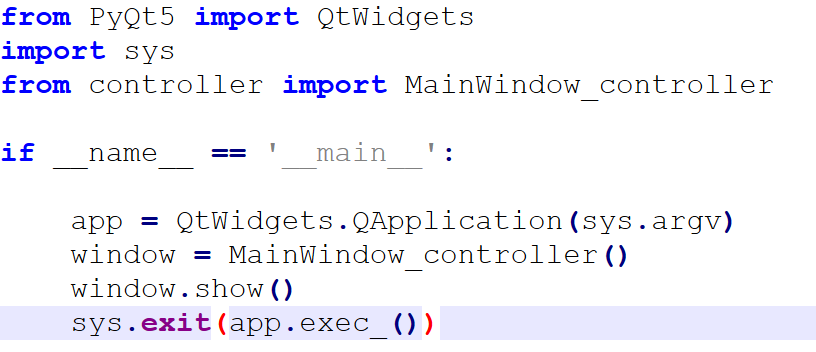 from PyQt5 import QtWidgets
import sys
from controller import MainWindow_controller
if __name__ == '__main__':
app = QtWidgets.QApplication(sys.argv)
window = MainWindow_controller()
window.show()
sys.exit(app.exec_())